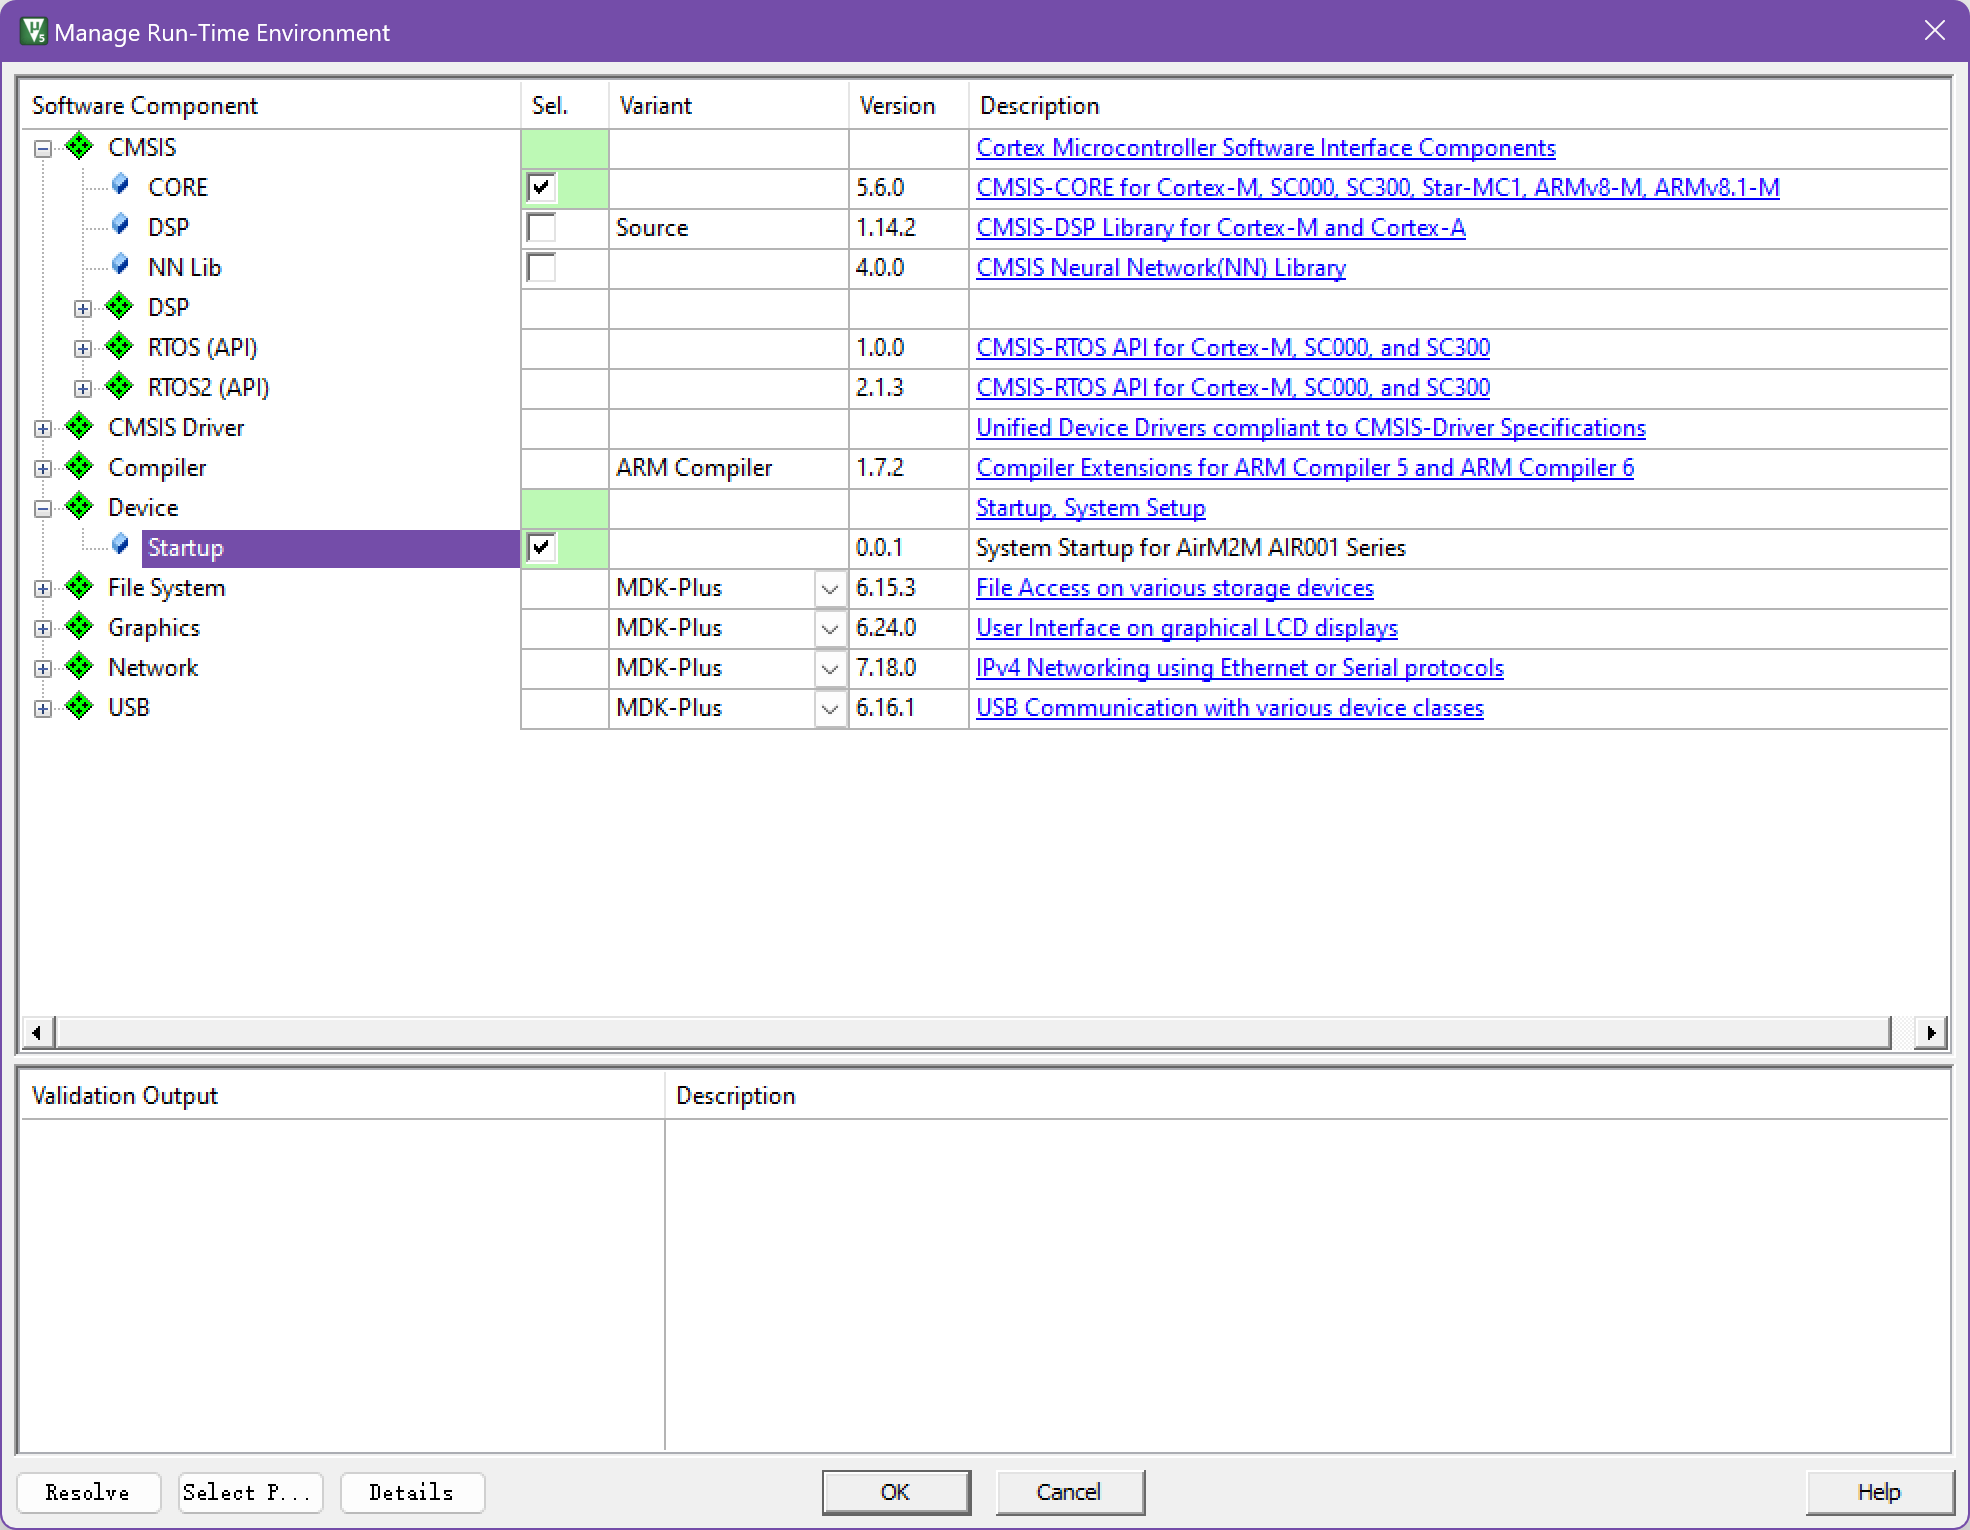 Manage Run-Time Environment
Software Component Sel. Variant Version Description
CMSIS Cortex Microcontroller Software Interface Components
CORE 5.6.0 CMSIS-CORE for Cortex-M, SC000, SC300, Star-MC1, ARMv8-M, ARMv8.1-M
DSP Source 1.14.2 CMSIS-DSP Library for Cortex-M and Cortex-A
NN Lib 4.0.0 CMSIS Neural Network(NN) Library
DSP
RTOS (API) 1.0.0 CMSIS-RTOS API for Cortex-M, SC000, and SC300
RTOS2 (API) 2.1.3 CMSIS-RTOS API for Cortex-M, SC000, and SC300
CMSIS Driver Unified Device Drivers compliant to CMSIS-Driver Specifications
Compiler ARM Compiler 1.7.2 Compiler Extensions for ARM Compiler 5 and ARM Compiler 6
Device Startup, System Setup
Startup 0.0.1 System Startup for AirM2M AIR001 Series
File System MDK-Plus 6.15.3 File Access on various storage devices
Graphics MDK-Plus 6.24.0 User Interface on graphical LCD displays
Network MDK-Plus 7.18.0 IPv4 Networking using Ethernet or Serial protocols
USB MDK-Plus 6.16.1 USB Communication with various device classes
Validation Output Description
Resolve Select P... Details OK Cancel Help